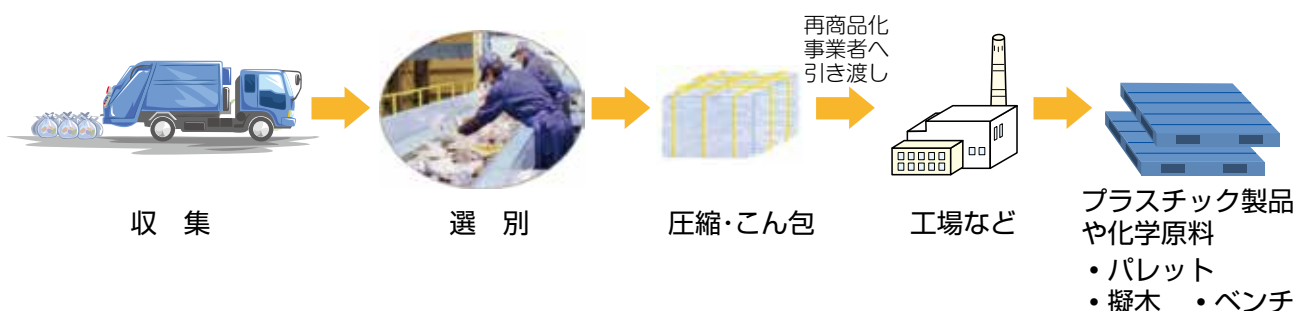 再商品化
事業者へ
引き渡し
収 集
選 別
圧縮・こん包
工場など
プラスチック製品
や化学原料
・パレット
・擬木 ・ベンチ